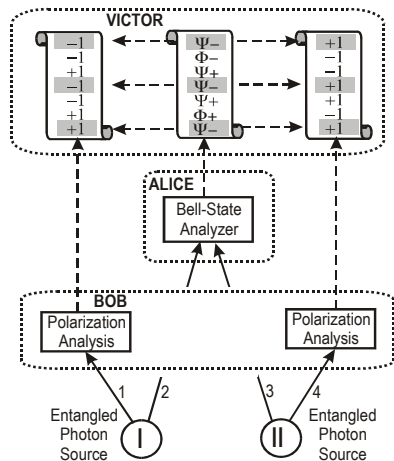 VICTOR
–1
–1
+1
–1
–1
+1
+1
Ψ–
Φ–
Ψ+
Ψ–
Ψ+
Φ+
Ψ–
+1
–1
–1
+1
+1
–1
+1
ALICE
Bell-State
Analyzer
BOB
Polarization
Analysis
Polarization
Analysis
1
2
3
4
Entangled
Photon
Source
I
II
Entangled
Photon
Source